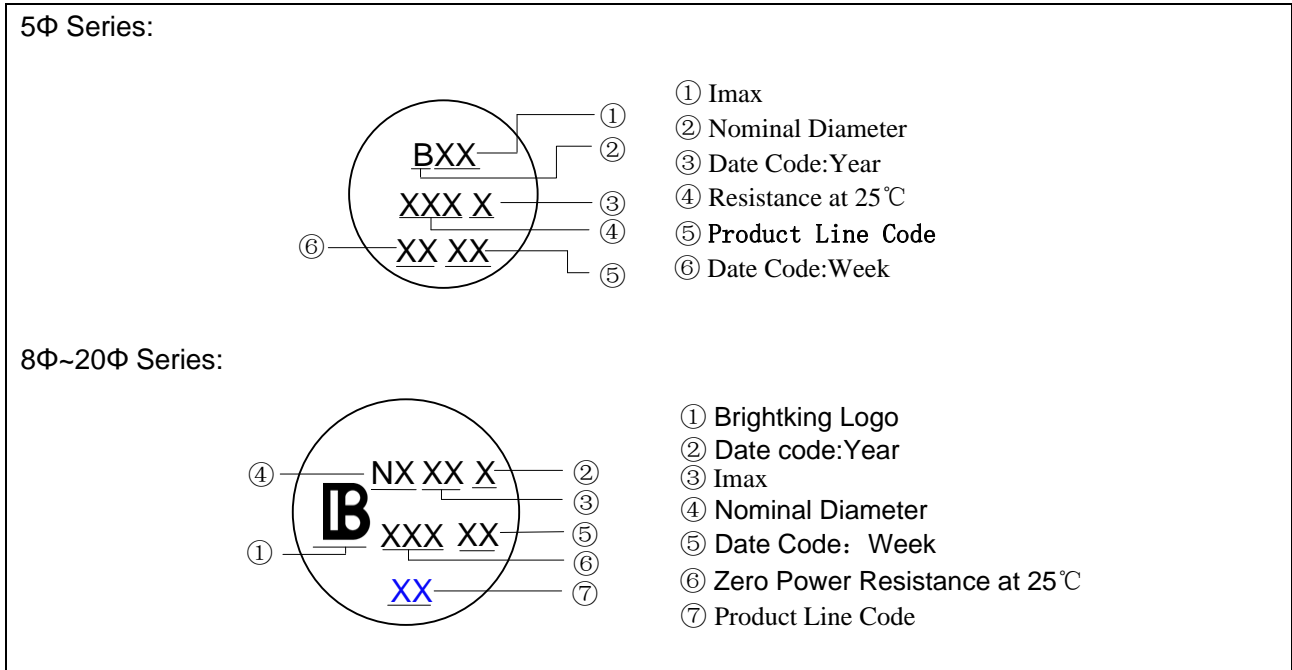 5Φ Series:
BXX
XXX X
XX XX
①
②
③
④
⑤
⑥
① Imax
② Nominal Diameter
③ Date Code:Year
④ Resistance at 25℃
⑤ Product Line Code
⑥ Date Code:Week
8Φ~20Φ Series:
NX XX X
B
XXX XX
XX
④
①
②
③
⑤
⑥
⑦
① Brightking Logo
② Date code:Year
③ Imax
④ Nominal Diameter
⑤ Date Code：Week
⑥ Zero Power Resistance at 25℃
⑦ Product Line Code